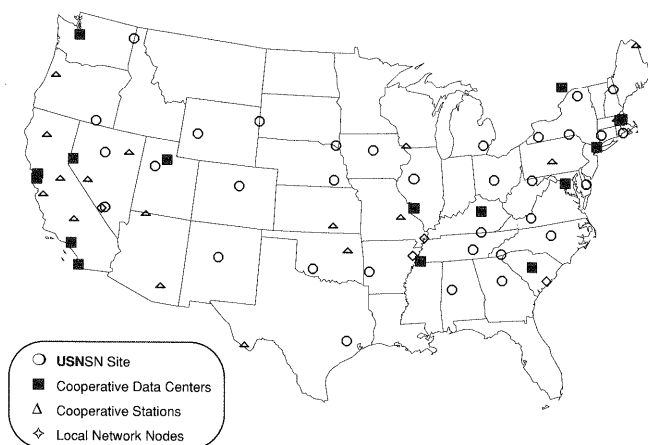 USNSN Site
Cooperative Data Centers
Cooperative Stations
Local Network Nodes